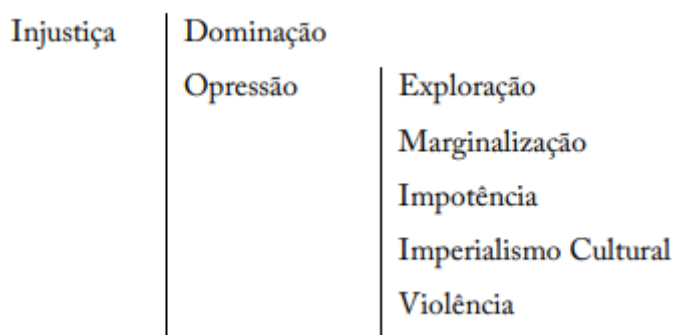 Injustiça Dominação
Opressão Exploração
Marginalização
Impotência
Imperialismo Cultural
Violência